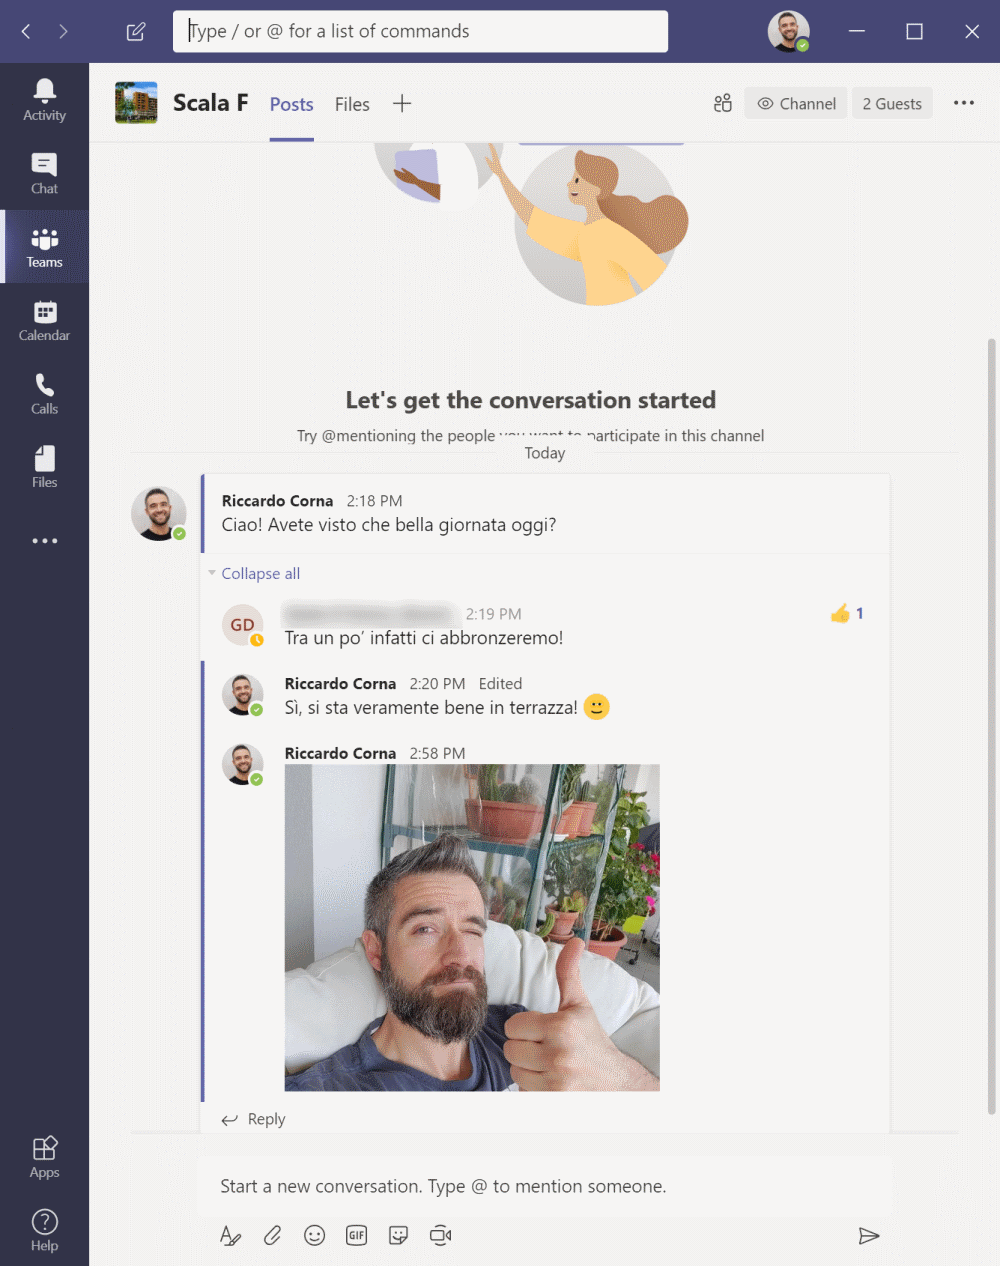 Type / or @ for a list of commands
Activity
Chat
Teams
Calendar
Calls
Files
Apps
Help
Scala F
Posts
Files
Channel
2 Guests
Let's get the conversation started
Try @mentioning the people you want to participate in this channel
Today
Riccardo Corna 2:18 PM
Ciao! Avete visto che bella giornata oggi?
Collapse all
GD
2:19 PM
1
Tra un po’ infatti ci abbronzeremo!
Riccardo Corna 2:20 PM Edited
Sì, si sta veramente bene in terrazza!
Riccardo Corna 2:58 PM
Reply
Start a new conversation. Type @ to mention someone.
GIF